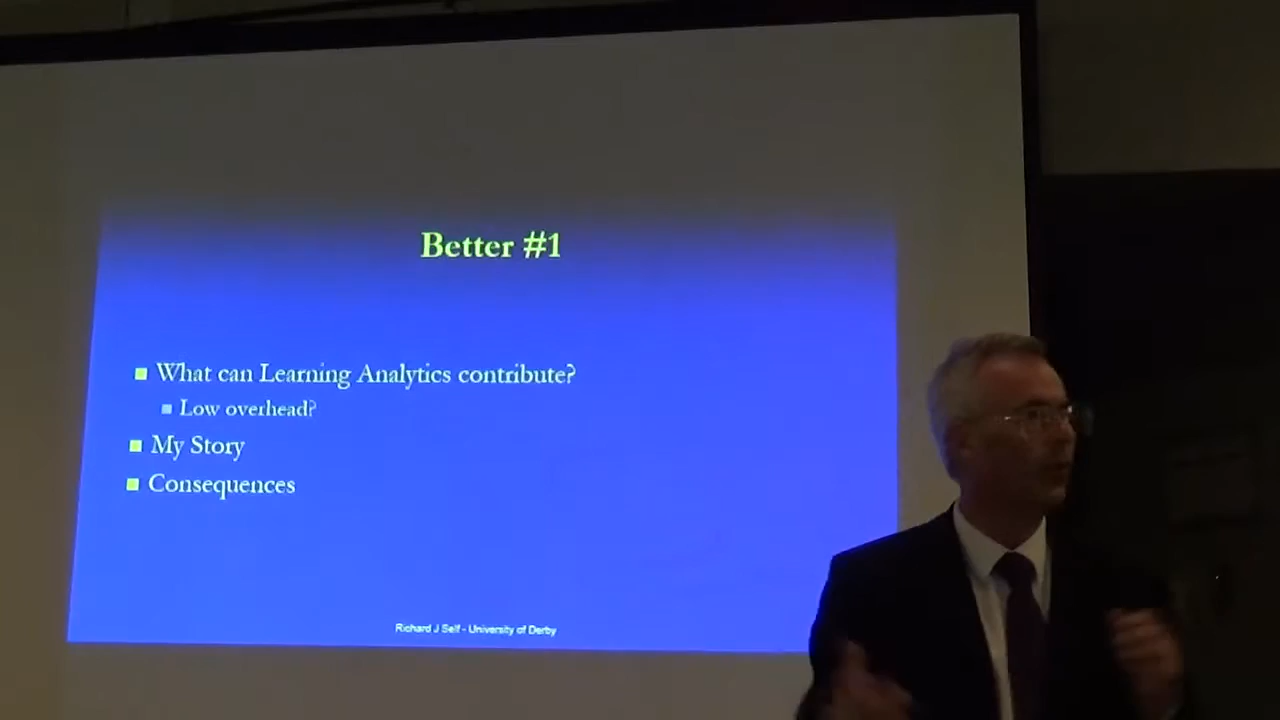 Better #1
What can Learning Analytics contribute?
Low overhead?
My Story
Consequences
Richard J Self - University of Derby